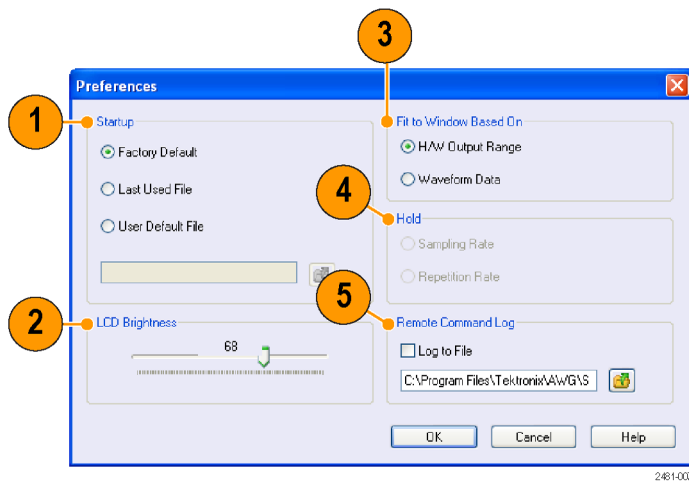 3
Preferences
1
Startup
Factory Default
Last Used File
User Default File
Fit to Window Based On
H/W Output Range
Waveform Data
4
Hold
Sampling Rate
Repetition Rate
2
LCD Brightness
68
5
Remote Command Log
Log to File
C:\Program Files\Tektronix\AWG\S
OK
Cancel
Help